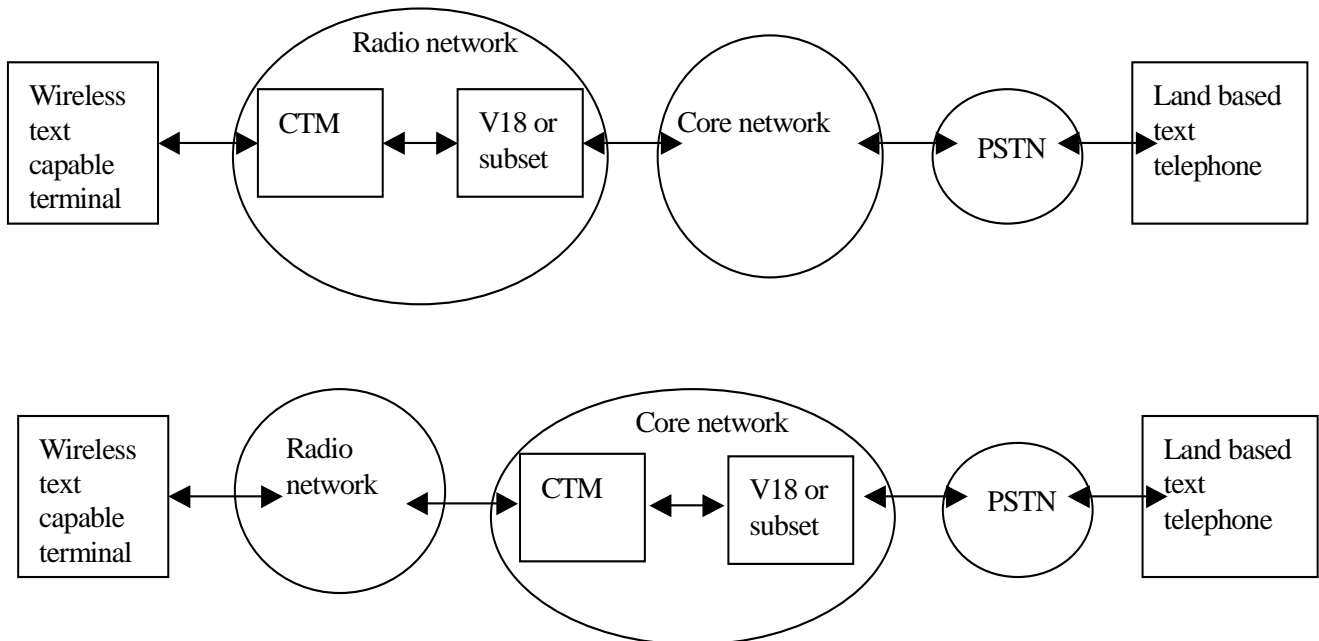 Radio network
Wireless
text
capable
terminal
CTM
V18 or
subset
Core network
PSTN
Land based
text
telephone
Wireless
text
capable
terminal
Radio
network
Core network
CTM
V18 or
subset
PSTN
Land based
text
telephone